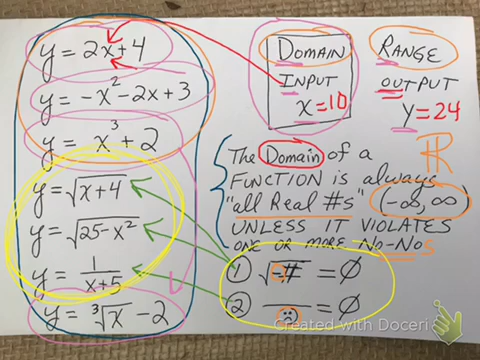 y = 2x+4
y = -x² -2x+3
y = x³ + 2
y = √(x+4)
y = √(25-x²)
y = 1/(x+5)
y = ³√x - 2
DOMAIN
INPUT
x = 10
RANGE
OUTPUT
y = 24
The Domain of a
FUNCTION is always
"all Real #s" (-∞, ∞)
UNLESS IT VIOLATES
ONE OR MORE NO-NOs
ℝ
① √-# = ∅
② — = ∅
Created with Doceri